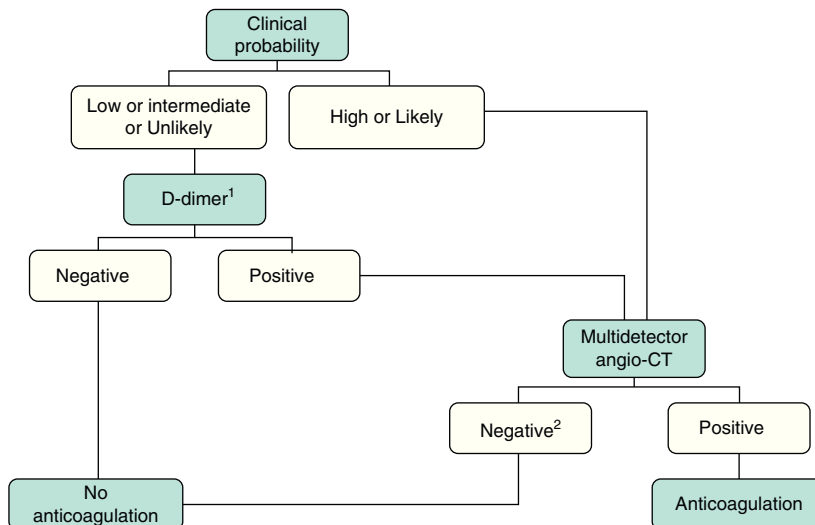 Clinical
probability
Low or intermediate
or Unlikely
High or Likely
D-dimer¹
Negative
Positive
Multidetector
angio-CT
Negative²
Positive
No
anticoagulation
Anticoagulation